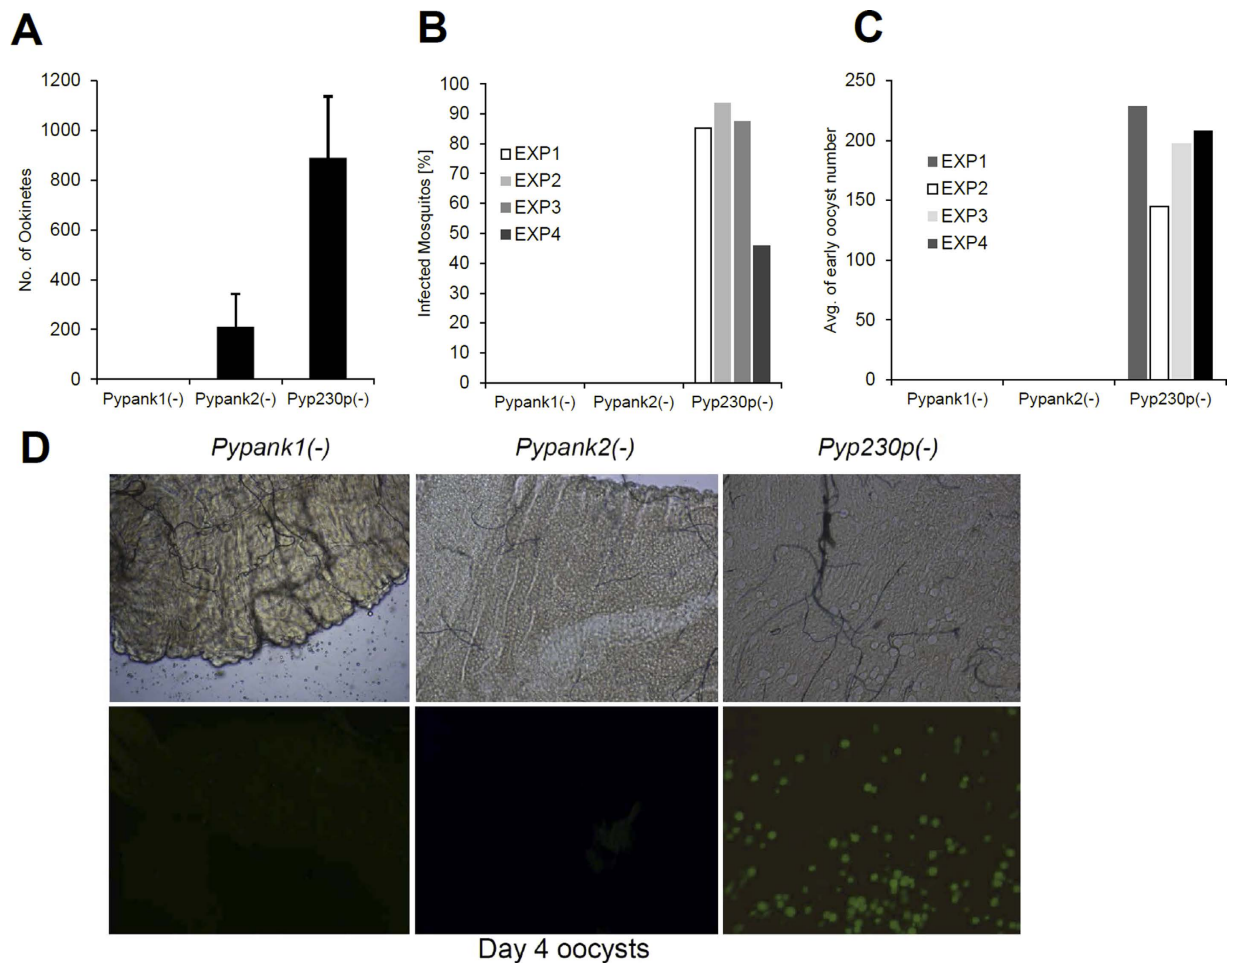 A
No. of Ookinetes
1200
1000
800
600
400
200
0
Pypank1(-) Pypank2(-) Pyp230p(-)
B
Infected Mosquitos [%]
100
90
80
70
60
50
40
30
20
10
0
EXP1
EXP2
EXP3
EXP4
Pypank1(-) Pypank2(-) Pyp230p(-)
C
Avg. of early oocyst number
250
200
150
100
50
0
EXP1
EXP2
EXP3
EXP4
Pypank1(-) Pypank2(-) Pyp230p(-)
D
Pypank1(-) Pypank2(-) Pyp230p(-)
Day 4 oocysts